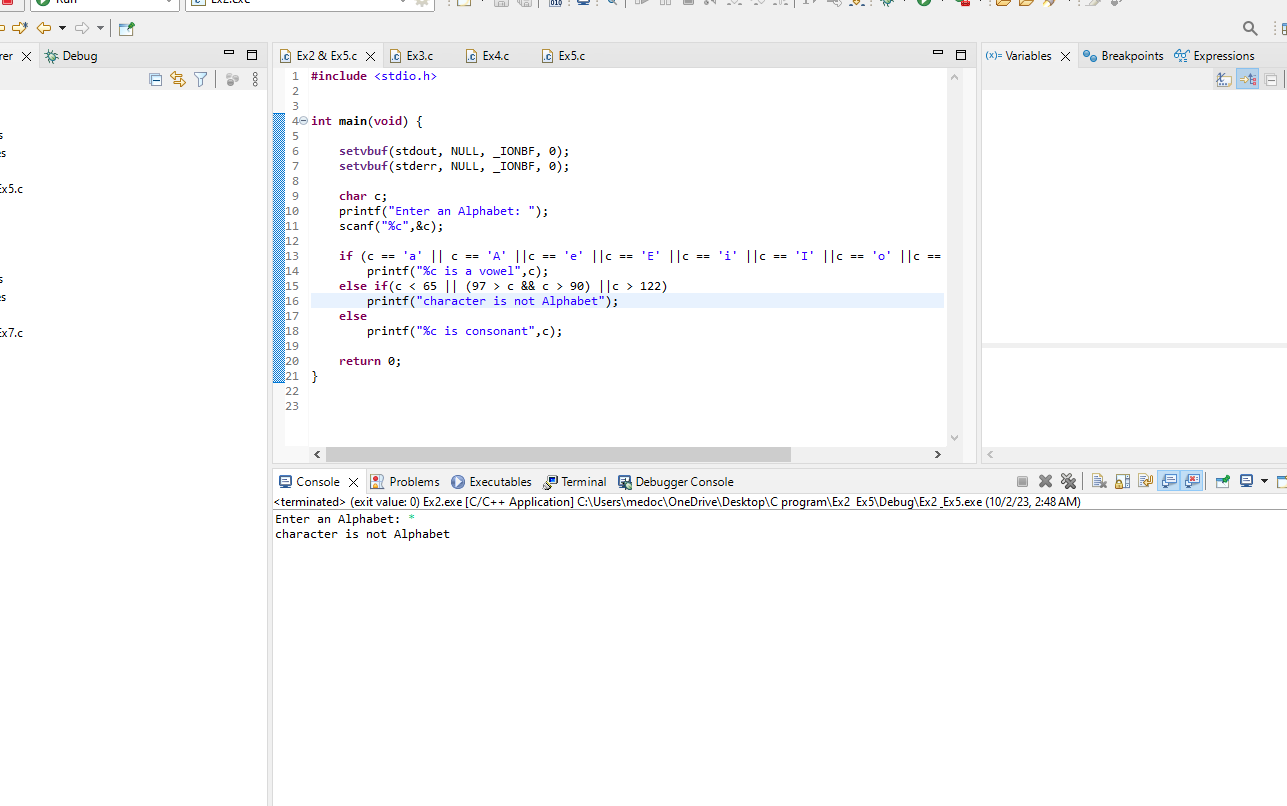 Run
Ex2.exe
rer
Debug
Ex2 & Ex5.c
Ex3.c
Ex4.c
Ex5.c
(x)= Variables
Breakpoints
Expressions
s
es
Ex5.c
s
es
Ex7.c
1 #include <stdio.h>
2
3
4 int main(void) {
5
6 setvbuf(stdout, NULL, _IONBF, 0);
7 setvbuf(stderr, NULL, _IONBF, 0);
8
9 char c;
10 printf("Enter an Alphabet: ");
11 scanf("%c",&c);
12
13 if (c == 'a' || c == 'A' ||c == 'e' ||c == 'E' ||c == 'i' ||c == 'I' ||c == 'o' ||c ==
14 printf("%c is a vowel",c);
15 else if(c < 65 || (97 > c && c > 90) ||c > 122)
16 printf("character is not Alphabet");
17 else
18 printf("%c is consonant",c);
19
20 return 0;
21 }
22
23
Console
Problems
Executables
Terminal
Debugger Console
<terminated> (exit value: 0) Ex2.exe [C/C++ Application] C:\Users\medoc\OneDrive\Desktop\C program\Ex2_Ex5\Debug\Ex2_Ex5.exe (10/2/23, 2:48 AM)
Enter an Alphabet: *
character is not Alphabet